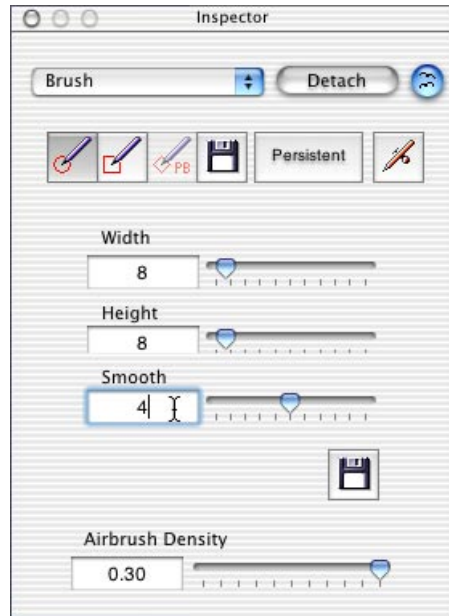 Inspector
Brush
Detach
PB
Persistent
Width
8
Height
8
Smooth
4
Airbrush Density
0.30